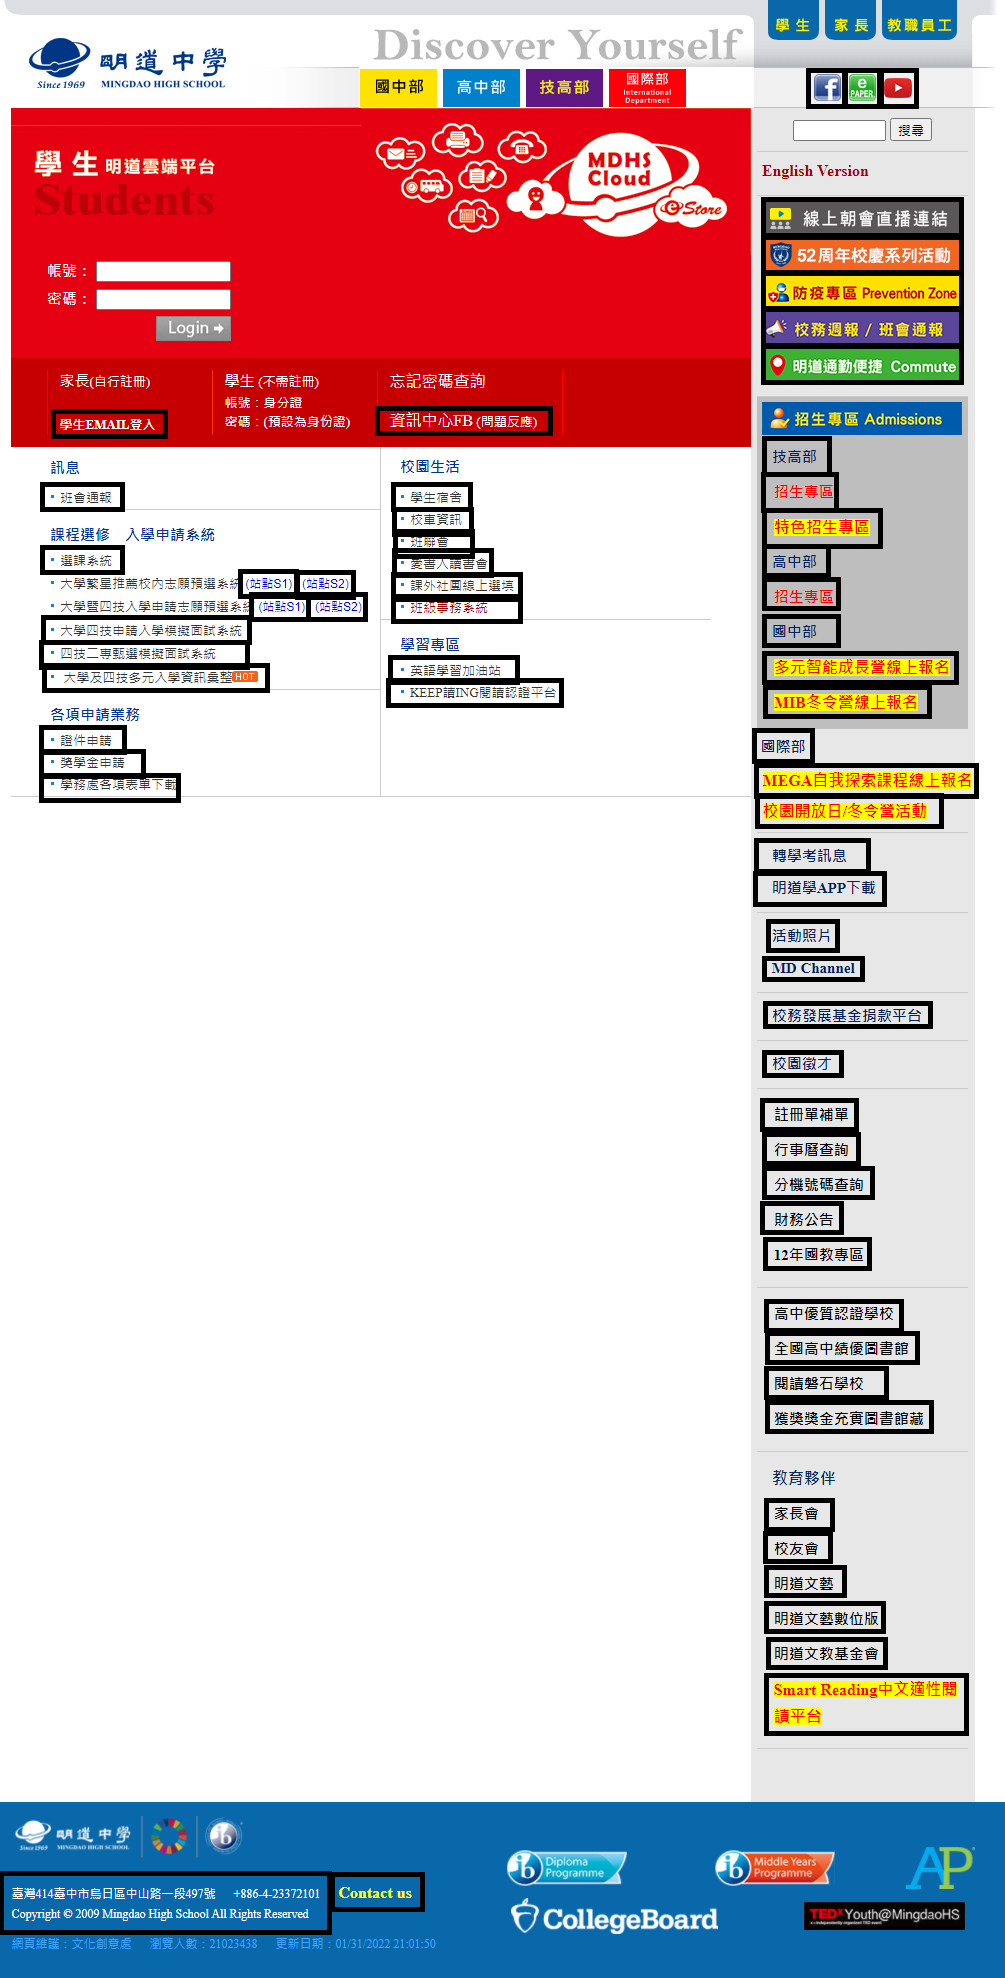 學生 家長 教職員工
明道中學
Since 1969 MINGDAO HIGH SCHOOL
Discover Yourself
國中部 高中部 技高部 國際部
International
Department
e
PAPER
搜尋
English Version
學生 明道雲端平台
Students
MDHS
Cloud
e Store
帳號：
密碼：
Login
家長(自行註冊)
學生EMAIL登入
學生 (不需註冊)
帳號：身分證
密碼：(預設為身份證)
忘記密碼查詢
資訊中心FB (問題反應)
訊息
班會通報
課程選修 入學申請系統
選課系統
大學繁星推薦校內志願預選系統 (站點S1) (站點S2)
大學暨四技入學申請志願預選系統 (站點S1) (站點S2)
大學四技申請入學模擬面試系統
四技二專甄選模擬面試系統
大學及四技多元入學資訊彙整 HOT
各項申請業務
證件申請
獎學金申請
學務處各項表單下載
校園生活
學生宿舍
校車資訊
班聯會
愛書人讀書會
課外社團線上選填
班級事務系統
學習專區
英語學習加油站
KEEP讀ING閱讀認證平台
線上朝會直播連結
52周年校慶系列活動
防疫專區 Prevention Zone
校務週報 / 班會通報
明道通勤便捷 Commute
招生專區 Admissions
技高部
招生專區
特色招生專區
高中部
招生專區
國中部
多元智能成長營線上報名
MIB冬令營線上報名
國際部
MEGA自我探索課程線上報名
校園開放日/冬令營活動
轉學考訊息
明道學APP下載
活動照片
MD Channel
校務發展基金捐款平台
校園徵才
註冊單補單
行事曆查詢
分機號碼查詢
財務公告
12年國教專區
高中優質認證學校
全國高中績優圖書館
閱讀磐石學校
獲獎獎金充實圖書館藏
教育夥伴
家長會
校友會
明道文藝
明道文藝數位版
明道文教基金會
Smart Reading中文適性閱
讀平台
Since 1969 明道中學
MINGDAO HIGH SCHOOL
ib
臺灣414臺中市烏日區中山路一段497號 +886-4-23372101
Copyright © 2009 Mingdao High School All Rights Reserved
Contact us
網頁維護：文化創意處 瀏覽人數：21023438 更新日期：01/31/2022 21:01:50
ib Diploma
Programme
ib Middle Years
Programme
AP
CollegeBoard
TEDxYouth@MingdaoHS
x=independently organized TED event